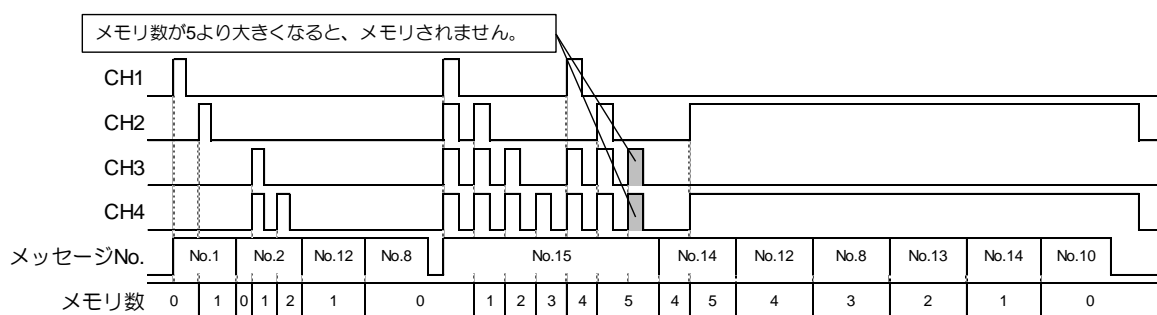 メモリ数が5より大きくなると、メモリされません。
CH1
CH2
CH3
CH4
メッセージNo. No.1 No.2 No.12 No.8 No.15 No.14 No.12 No.8 No.13 No.14 No.10
メモリ数 0 1 0 1 2 1 0 1 2 3 4 5 4 5 4 3 2 1 0